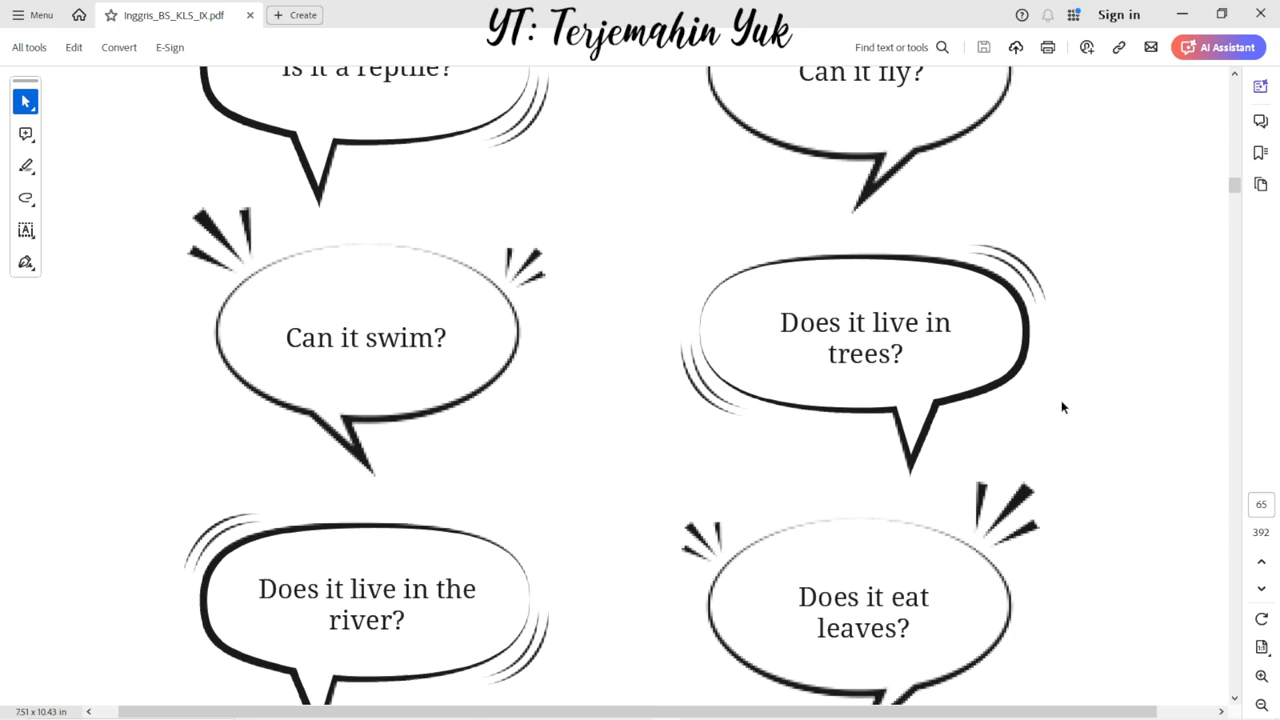 Menu
Inggris_BS_KLS_IX.pdf
Create
YT: Terjemahin Yuk
Sign in
All tools
Edit
Convert
E-Sign
Find text or tools
AI Assistant
Is it a reptile?
Can it fly?
Can it swim?
Does it live in
trees?
Does it live in the
river?
Does it eat
leaves?
65
392
7.51 x 10.43 in